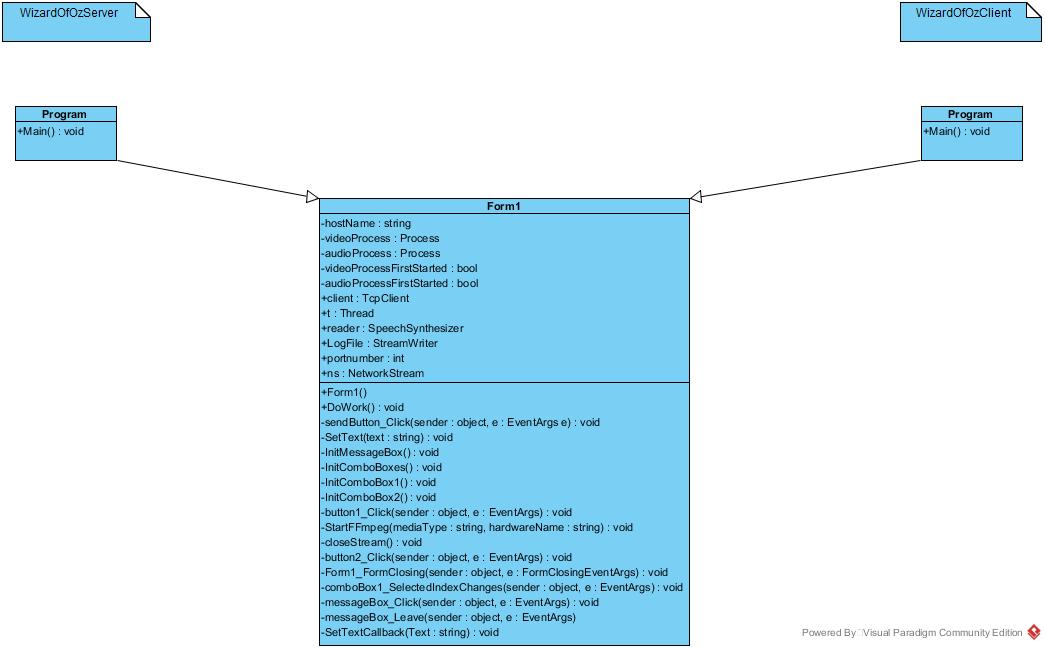 WizardOfOzServer
WizardOfOzClient
Program
+Main() : void
Program
+Main() : void
Form1
-hostName : string
-videoProcess : Process
-audioProcess : Process
-videoProcessFirstStarted : bool
-audioProcessFirstStarted : bool
+client : TcpClient
+t : Thread
+reader : SpeechSynthesizer
+LogFile : StreamWriter
+portnumber : int
+ns : NetworkStream
+Form1()
+DoWork() : void
-sendButton_Click(sender : object, e : EventArgs e) : void
-SetText(text : string) : void
-InitMessageBox() : void
-InitComboBoxes() : void
-InitComboBox1() : void
-InitComboBox2() : void
-button1_Click(sender : object, e : EventArgs) : void
-StartFFmpeg(mediaType : string, hardwareName : string) : void
-closeStream() : void
-button2_Click(sender : object, e : EventArgs) : void
-Form1_FormClosing(sender : object, e : FormClosingEventArgs) : void
-comboBox1_SelectedIndexChanges(sender : object, e : EventArgs) : void
-messageBox_Click(sender : object, e : EventArgs) : void
-messageBox_Leave(sender : object, e : EventArgs)
-SetTextCallback(Text : string) : void
Powered By Visual Paradigm Community Edition